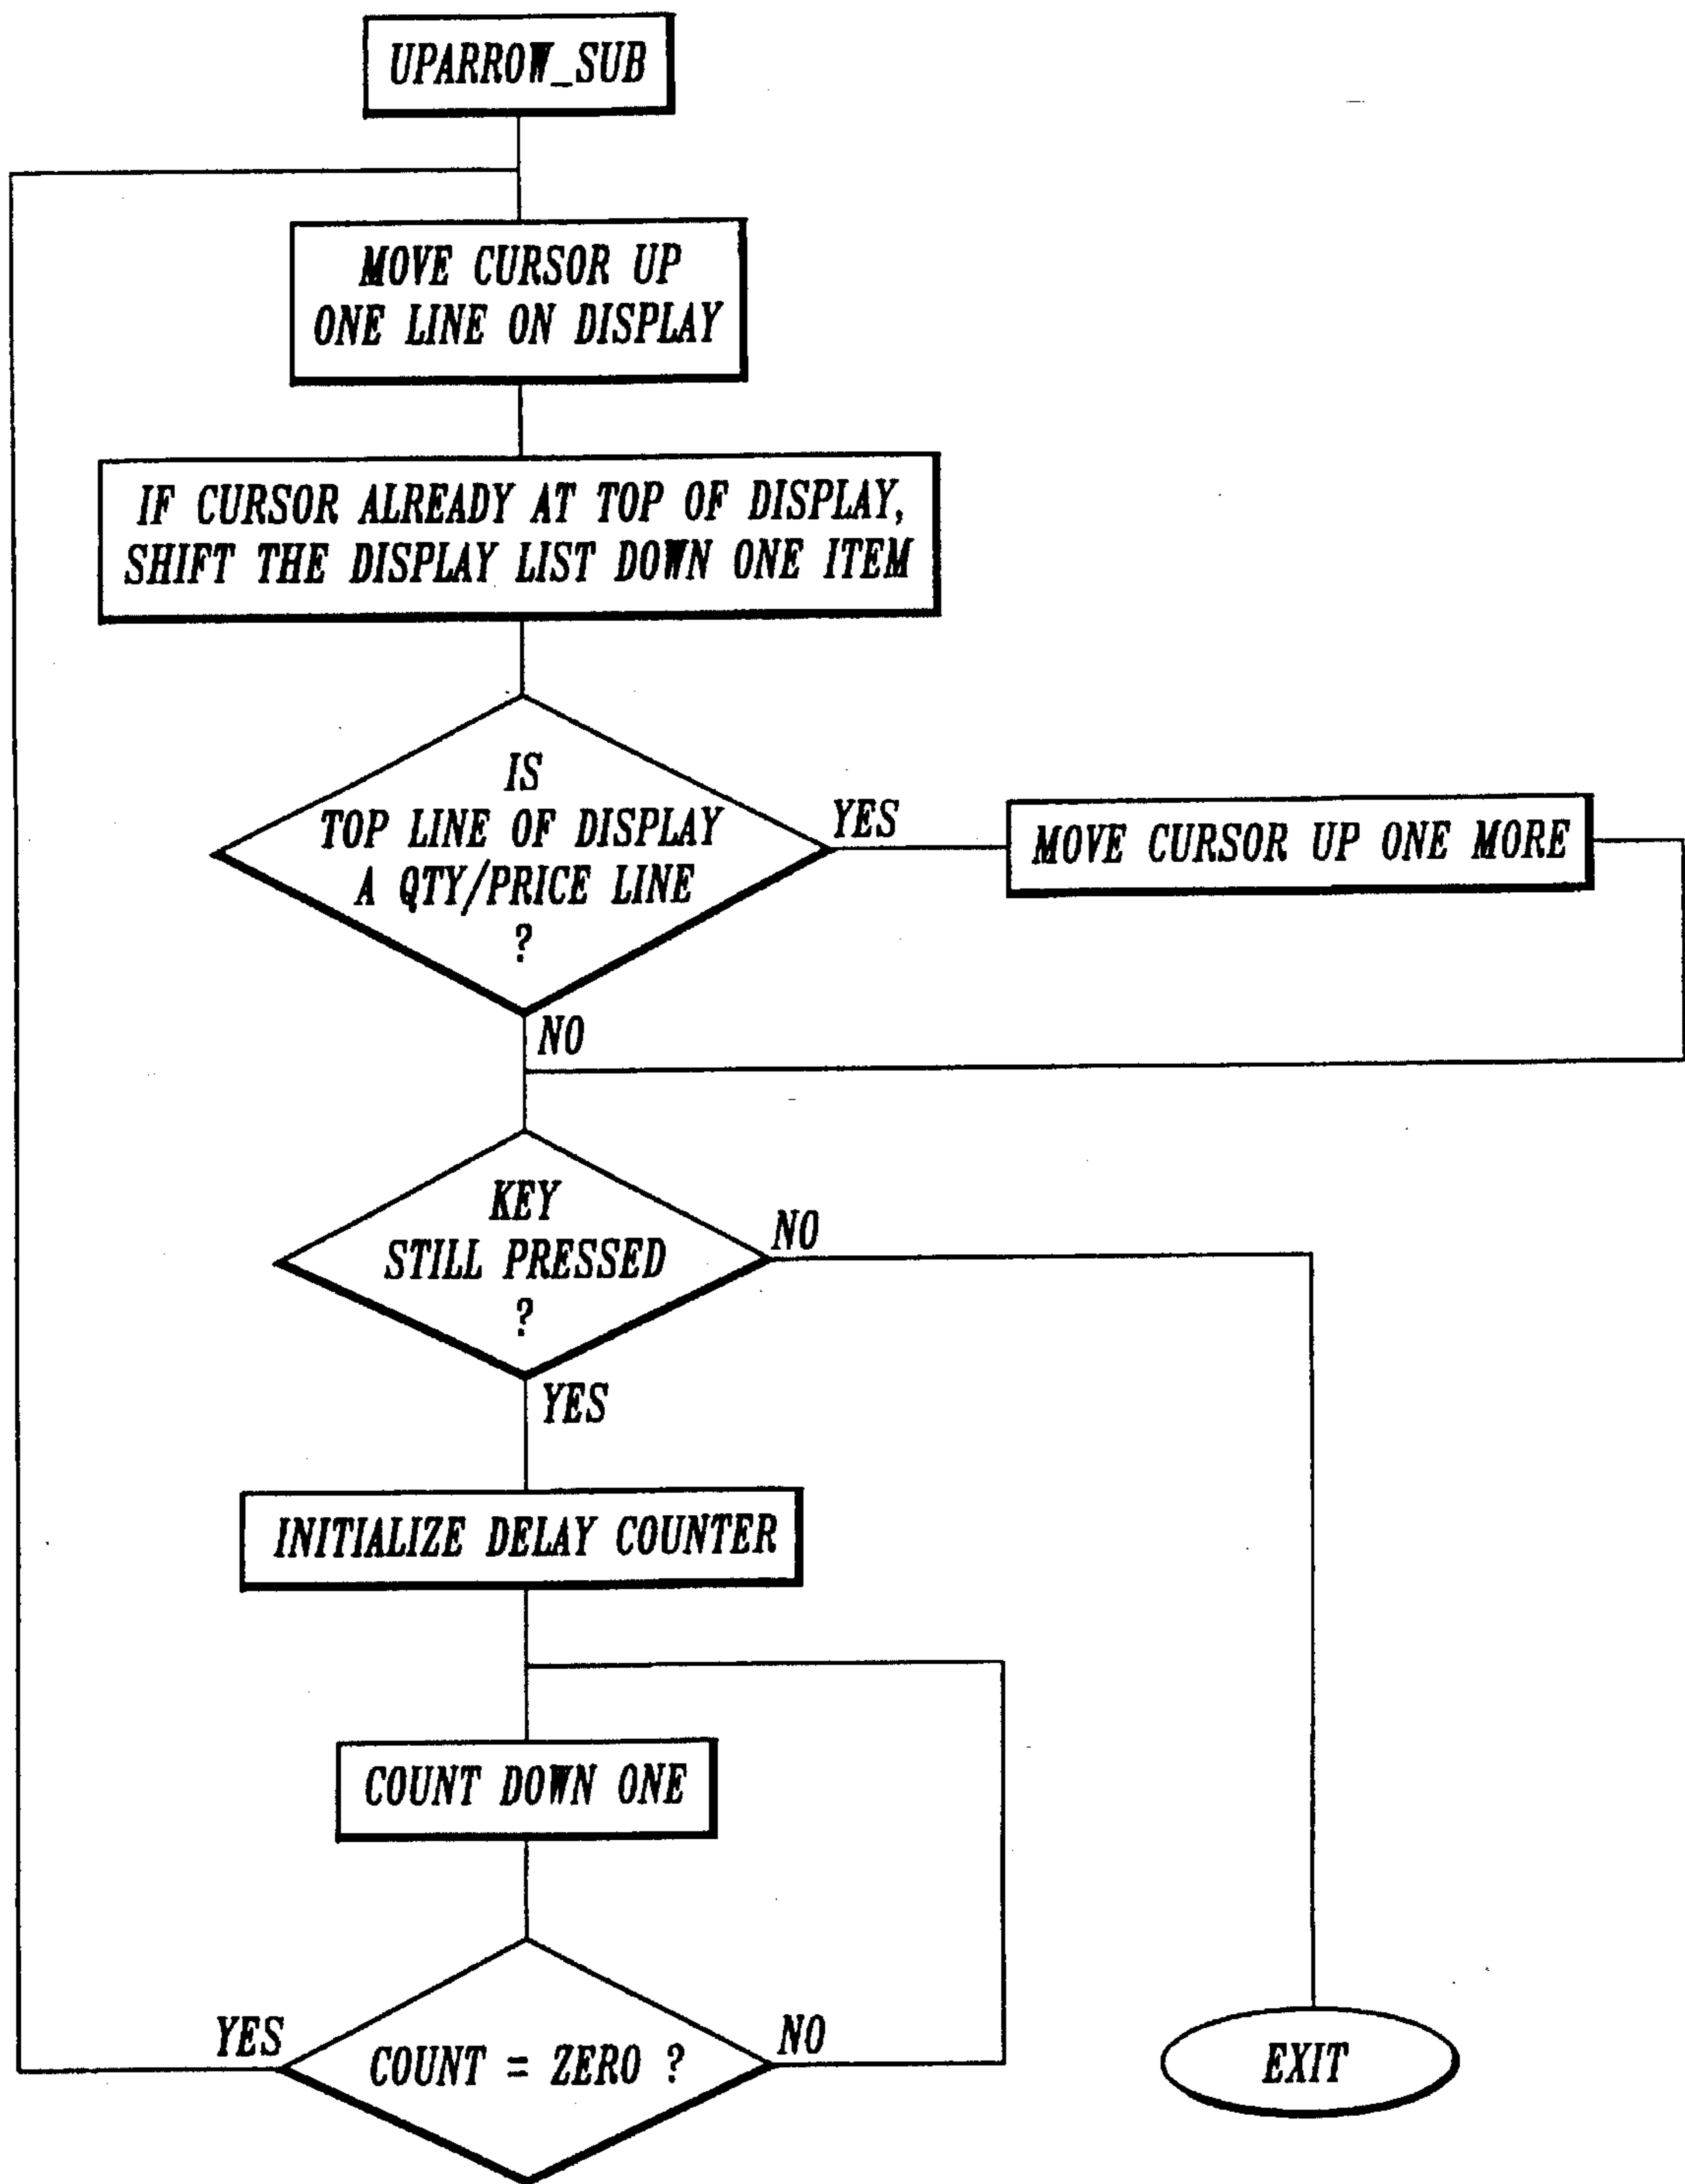 UPARROW_SUB
MOVE CURSOR UP
ONE LINE ON DISPLAY
IF CURSOR ALREADY AT TOP OF DISPLAY,
SHIFT THE DISPLAY LIST DOWN ONE ITEM
IS
TOP LINE OF DISPLAY
A QTY/PRICE LINE
?
YES
MOVE CURSOR UP ONE MORE
NO
KEY
STILL PRESSED
?
NO
YES
INITIALIZE DELAY COUNTER
COUNT DOWN ONE
YES
COUNT = ZERO ?
NO
EXIT